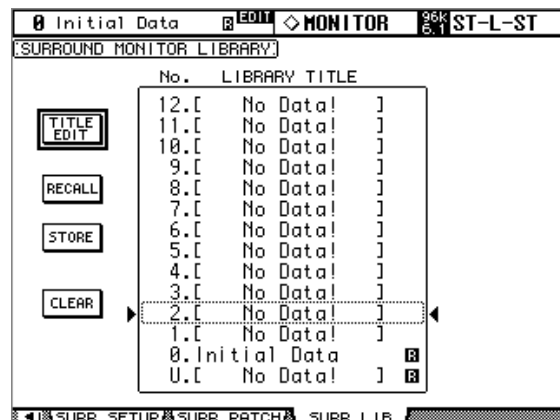 0 Initial Data R EDIT ◇MONITOR 96k 6.1 ST-L-ST
SURROUND MONITOR LIBRARY
No. LIBRARY TITLE
TITLE EDIT
RECALL
STORE
CLEAR
12.[ No Data! ]
11.[ No Data! ]
10.[ No Data! ]
9.[ No Data! ]
8.[ No Data! ]
7.[ No Data! ]
6.[ No Data! ]
5.[ No Data! ]
4.[ No Data! ]
3.[ No Data! ]
2.[ No Data! ]
1.[ No Data! ]
0.Initial Data R
U.[ No Data! ] R
SURR SETUP SURR PATCH SURR LIB